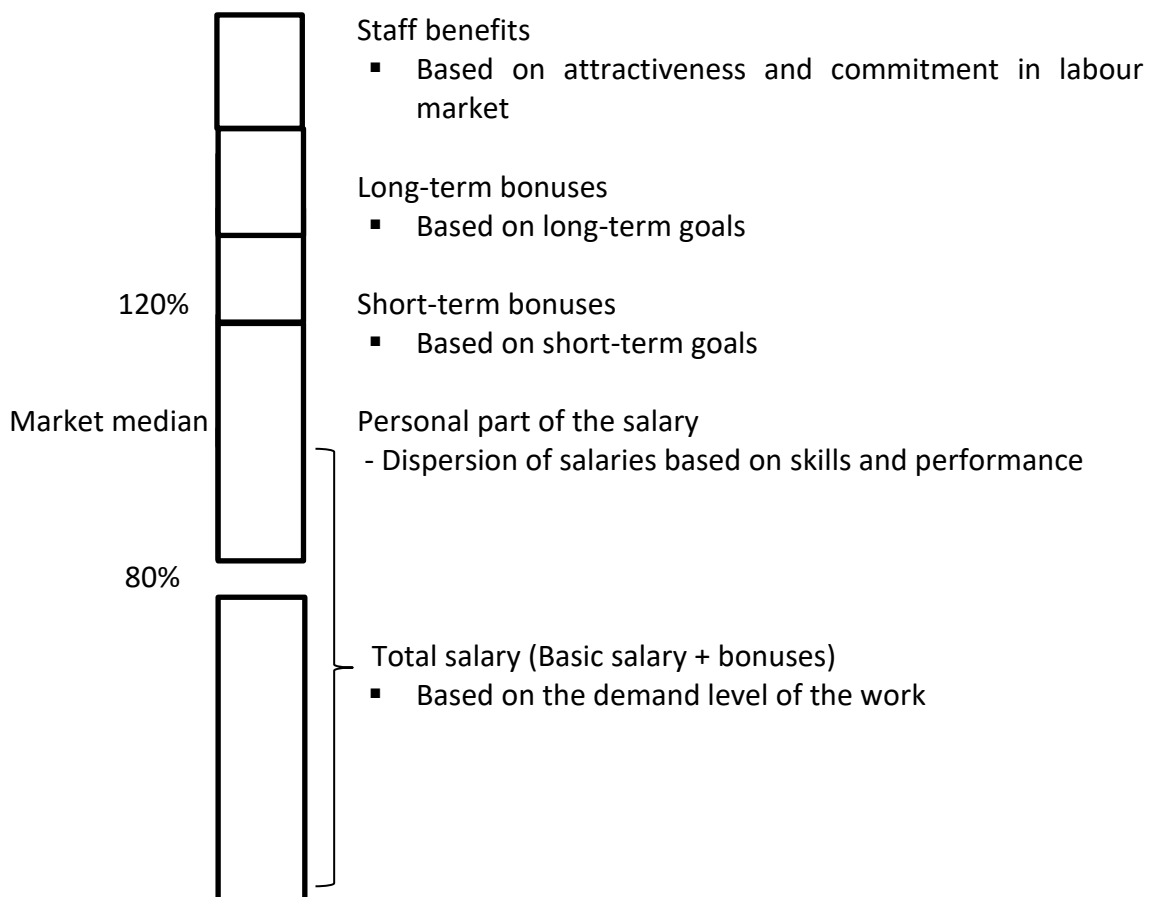 Staff benefits
▪ Based on attractiveness and commitment in labour
market
Long-term bonuses
▪ Based on long-term goals
120%
Short-term bonuses
▪ Based on short-term goals
Market median
Personal part of the salary
- Dispersion of salaries based on skills and performance
80%
Total salary (Basic salary + bonuses)
▪ Based on the demand level of the work